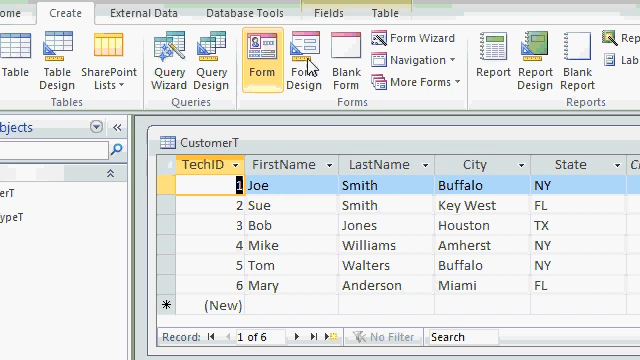 ome Create External Data Database Tools Fields Table
Table Table Design SharePoint Lists Query Wizard Query Design Form Form Design Blank Form Form Wizard Navigation More Forms Report Report Design Blank Report Rep Lab
Tables Queries Forms Reports
bjects CustomerT
TechID FirstName LastName City State C
erT 1 Joe Smith Buffalo NY
2 Sue Smith Key West FL
ypeT 3 Bob Jones Houston TX
4 Mike Williams Amherst NY
5 Tom Walters Buffalo NY
6 Mary Anderson Miami FL
(New)
Record: 1 of 6 No Filter Search